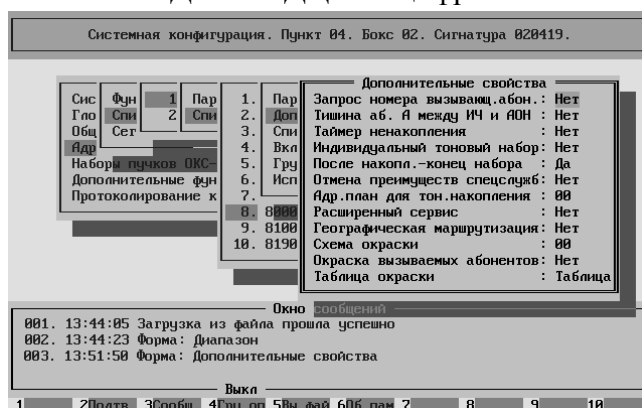 Системная конфигурация. Пункт 04. Бокс 02. Сигнатура 020419.
Дополнительные свойства
Сис Фун 1 Пар 1. Пар Запрос номера вызывающ.абон.: Нет
Гло Спи 2 Спи 2. Доп Тишина аб. А между ИЧ и АОН : Нет
Общ Сег 3. Спи Таймер ненакопления : Нет
Адр 4. Вкл Индивидуальный тоновый набор: Нет
Наборы пучков ОКС- 5. Гру После накопл.-конец набора : Да
Дополнительные фун 6. Исп Отмена преимуществ спецслужб: Нет
Протоколирование к 7. Адр.план для тон.накопления : 00
8. 8000 Расширенный сервис : Нет
9. 8100 Географическая маршрутизация: Нет
10. 8190 Схема окраски : 00
Окраска вызываемых абонентов: Нет
Таблица окраски : Таблица
Окно сообщений
001. 13:44:05 Загрузка из файла прошла успешно
002. 13:44:23 Форма: Диапазон
003. 13:51:50 Форма: Дополнительные свойства
Выкл
1 2Подтв 3Сообщ 4Гру оп 5Вы фай 6Об пам 7 8 9 10